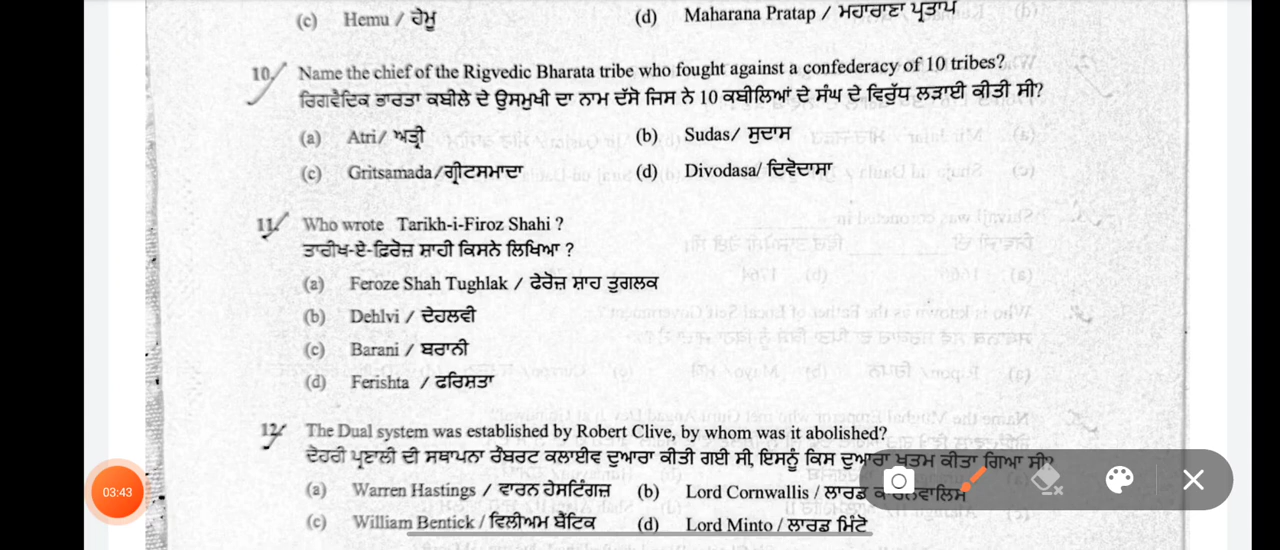 (c) Hemu / ਹੇਮੂ (d) Maharana Pratap / ਮਹਾਰਾਣਾ ਪ੍ਰਤਾਪ
10. Name the chief of the Rigvedic Bharata tribe who fought against a confederacy of 10 tribes?
ਰਿਗਵੈਦਿਕ ਭਾਰਤਾ ਕਬੀਲੇ ਦੇ ਉਸਮੁਖੀ ਦਾ ਨਾਮ ਦੱਸੋ ਜਿਸ ਨੇ 10 ਕਬੀਲਿਆਂ ਦੇ ਸੰਘ ਦੇ ਵਿਰੁੱਧ ਲੜਾਈ ਕੀਤੀ ਸੀ?
(a) Atri/ ਅਤ੍ਰੀ (b) Sudas/ ਸੁਦਾਸ
(c) Gritsamada/ਗ੍ਰੀਟਸਮਾਦਾ (d) Divodasa/ ਦਿਵੋਦਾਸਾ
11. Who wrote Tarikh-i-Firoz Shahi ?
ਤਾਰੀਖ-ਏ-ਫ਼ਿਰੋਜ਼ ਸ਼ਾਹੀ ਕਿਸਨੇ ਲਿਖਿਆ ?
(a) Feroze Shah Tughlak / ਫੇਰੋਜ਼ ਸ਼ਾਹ ਤੁਗਲਕ
(b) Dehlvi / ਦੇਹਲਵੀ
(c) Barani / ਬਰਾਨੀ
(d) Ferishta / ਫਰਿਸ਼ਤਾ
12. The Dual system was established by Robert Clive, by whom was it abolished?
ਦੋਹਰੀ ਪ੍ਰਣਾਲੀ ਦੀ ਸਥਾਪਨਾ ਰੌਬਰਟ ਕਲਾਈਵ ਦੁਆਰਾ ਕੀਤੀ ਗਈ ਸੀ, ਇਸਨੂੰ ਕਿਸ ਦੁਆਰਾ ਖ਼ਤਮ ਕੀਤਾ ਗਿਆ ਸੀ?
(a) Warren Hastings / ਵਾਰਨ ਹੇਸਟਿੰਗਜ਼ (b) Lord Cornwallis / ਲਾਰਡ ਕਾਰਨਵਾਲਿਸ
(c) William Bentick / ਵਿਲੀਅਮ ਬੈਂਟਿਕ (d) Lord Minto / ਲਾਰਡ ਮਿੰਟੋ
03:43